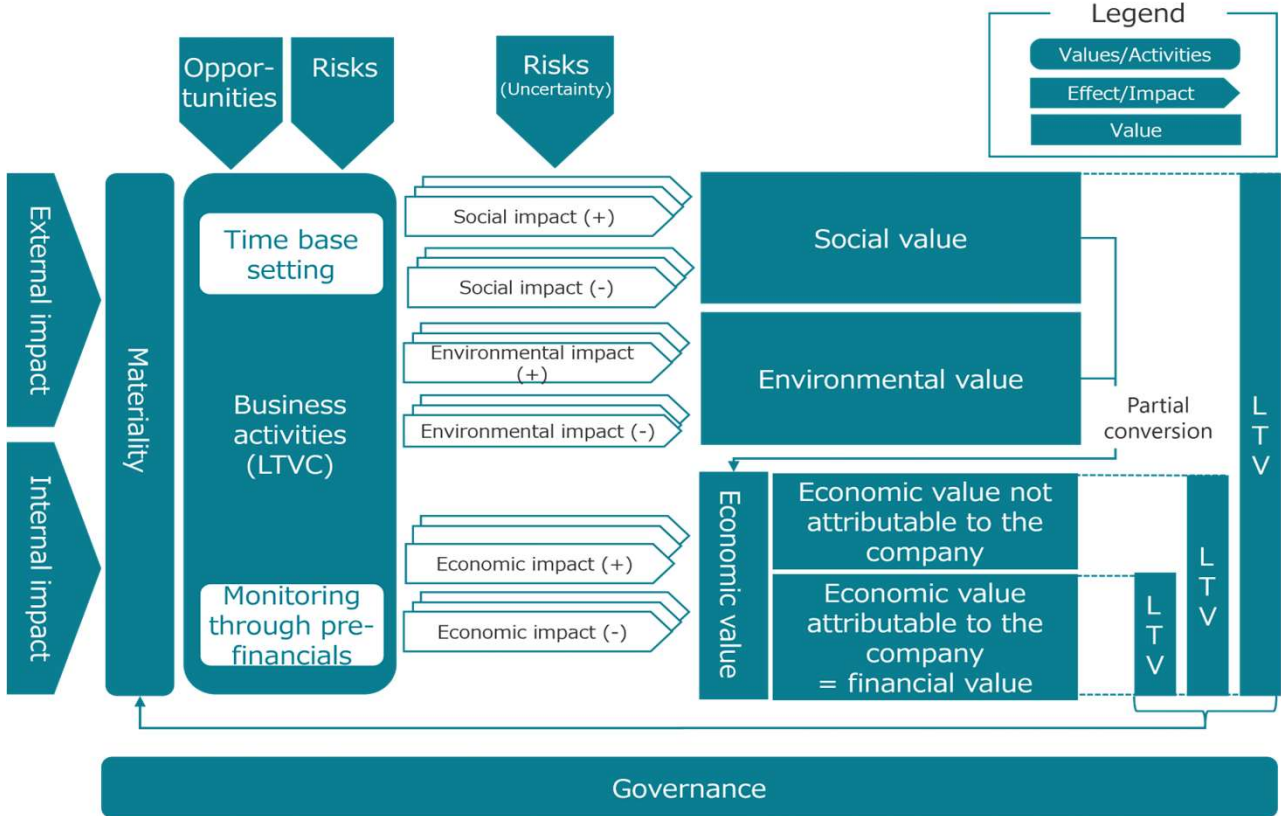 Legend
Values/Activities
Effect/Impact
Value
Oppor-
tunities
Risks
Risks
(Uncertainty)
External impact
Internal impact
Materiality
Time base
setting
Business
activities
(LTVC)
Monitoring
through pre-
financials
Social impact (+)
Social impact (-)
Environmental impact
(+)
Environmental impact (-)
Economic impact (+)
Economic impact (-)
Social value
Environmental value
Partial
conversion
Economic value
Economic value not
attributable to the
company
Economic value
attributable to the
company
= financial value
LTV
LTV
LTV
Governance